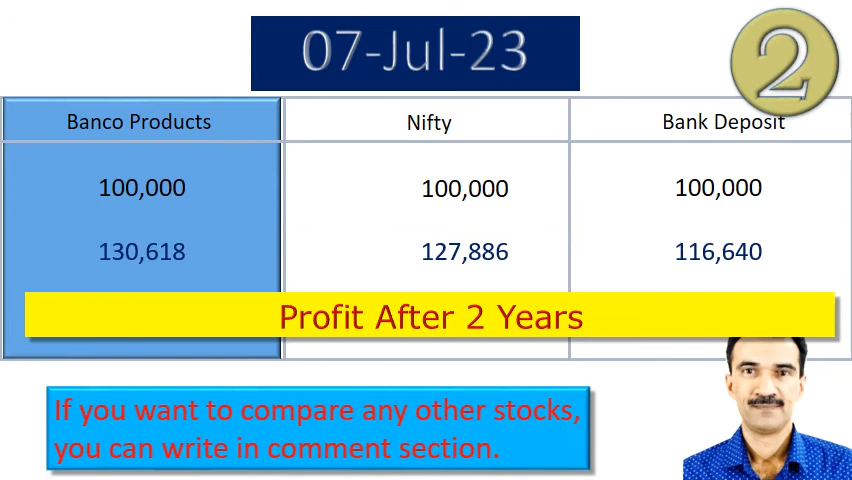 07-Jul-23
2
Banco Products Nifty Bank Deposit
100,000 100,000 100,000
130,618 127,886 116,640
Profit After 2 Years
If you want to compare any other stocks,
you can write in comment section.